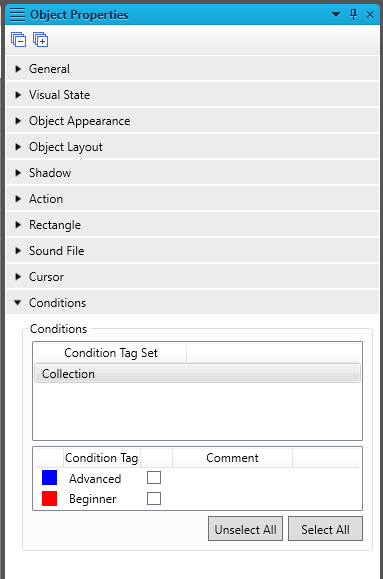 Object Properties
General
Visual State
Object Appearance
Object Layout
Shadow
Action
Rectangle
Sound File
Cursor
Conditions
Conditions
Condition Tag Set
Collection
Condition Tag Comment
Advanced
Beginner
Unselect All Select All